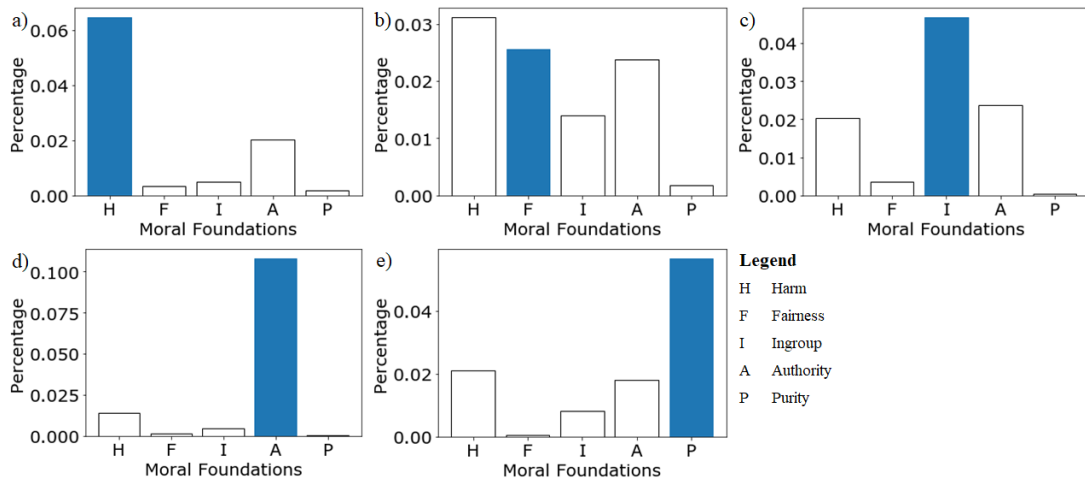 a)
Percentage
0.06
0.04
0.02
0.00
H F I A P
Moral Foundations
b)
Percentage
0.03
0.02
0.01
0.00
H F I A P
Moral Foundations
c)
Percentage
0.04
0.03
0.02
0.01
0.00
H F I A P
Moral Foundations
d)
Percentage
0.100
0.075
0.050
0.025
0.000
H F I A P
Moral Foundations
e)
Percentage
0.04
0.02
0.00
H F I A P
Moral Foundations
Legend
H Harm
F Fairness
I Ingroup
A Authority
P Purity